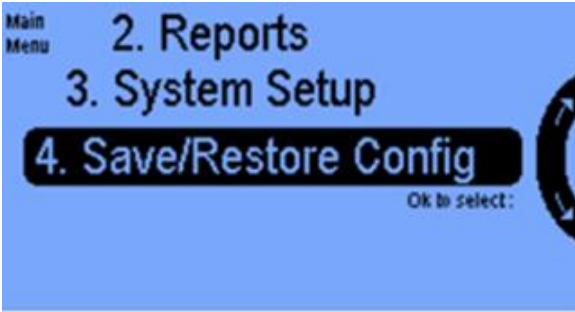 Main
Menu
2. Reports
3. System Setup
4. Save/Restore Config
Ok to select: